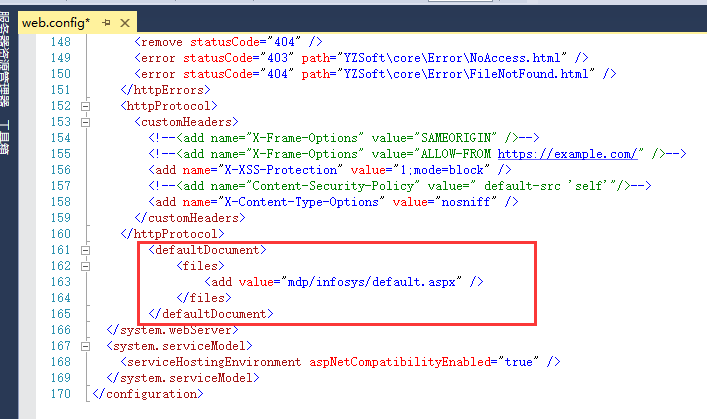 web.config*
服务器资源管理器
工具箱
148 <remove statusCode="404" />
149 <error statusCode="403" path="YZSoft\core\Error\NoAccess.html" />
150 <error statusCode="404" path="YZSoft\core\Error\FileNotFound.html" />
151 </httpErrors>
152 <httpProtocol>
153 <customHeaders>
154 <!--<add name="X-Frame-Options" value="SAMEORIGIN" />-->
155 <!--<add name="X-Frame-Options" value="ALLOW-FROM https://example.com/" />-->
156 <add name="X-XSS-Protection" value="1;mode=block" />
157 <!--<add name="Content-Security-Policy" value=" default-src 'self'"/>-->
158 <add name="X-Content-Type-Options" value="nosniff" />
159 </customHeaders>
160 </httpProtocol>
161 <defaultDocument>
162 <files>
163 <add value="mdp/infosys/default.aspx" />
164 </files>
165 </defaultDocument>
166 </system.webServer>
167 <system.serviceModel>
168 <serviceHostingEnvironment aspNetCompatibilityEnabled="true" />
169 </system.serviceModel>
170 </configuration>